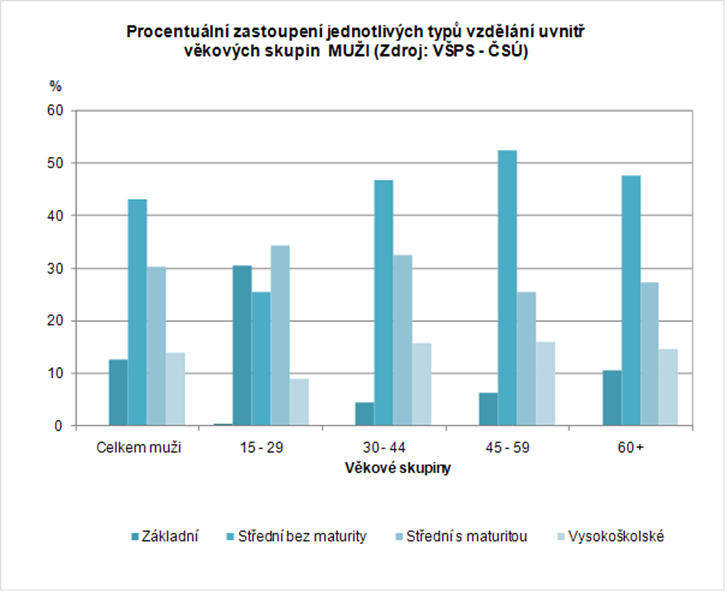 Procentuální zastoupení jednotlivých typů vzdělání uvnitř
věkových skupin MUŽI (Zdroj: VŠPS - ČSÚ)
%
60
50
40
30
20
10
0
Celkem muži 15 - 29 30 - 44 45 - 59 60 +
Věkové skupiny
Základní Střední bez maturity Střední s maturitou Vysokoškolské